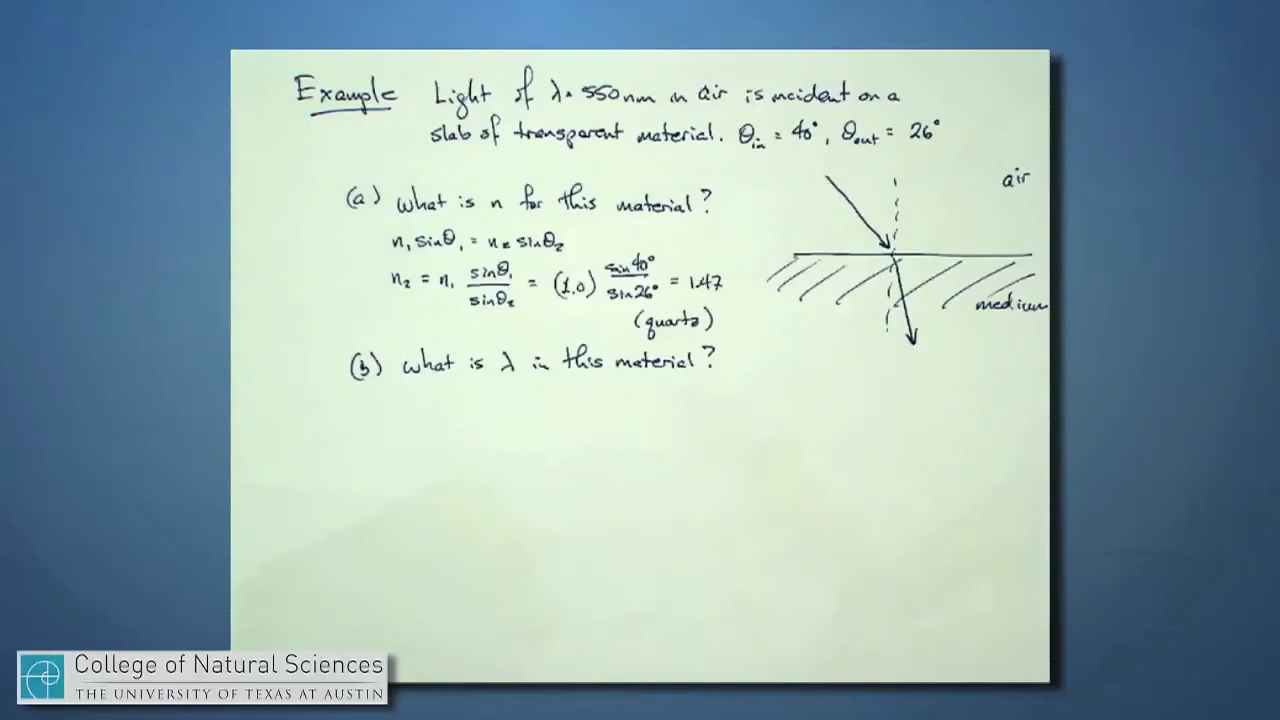 Example Light of λ = 550nm in air is incident on a
slab of transparent material. θin = 40°, θout = 26°
air
(a) what is n for this material?
n₁ sinθ₁ = n₂ sinθ₂
n₂ = n₁ sinθ₁/sinθ₂ = (1.0) sin40°/sin26° = 1.47
medium
(quartz)
(b) what is λ in this material?
College of Natural Sciences
THE UNIVERSITY OF TEXAS AT AUSTIN